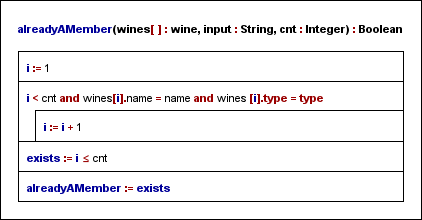 alreadyAMember(wines[ ] : wine, input : String, cnt : Integer) : Boolean
i := 1
i < cnt and wines[i].name = name and wines [i].type = type
i := i + 1
exists := i ≤ cnt
alreadyAMember := exists